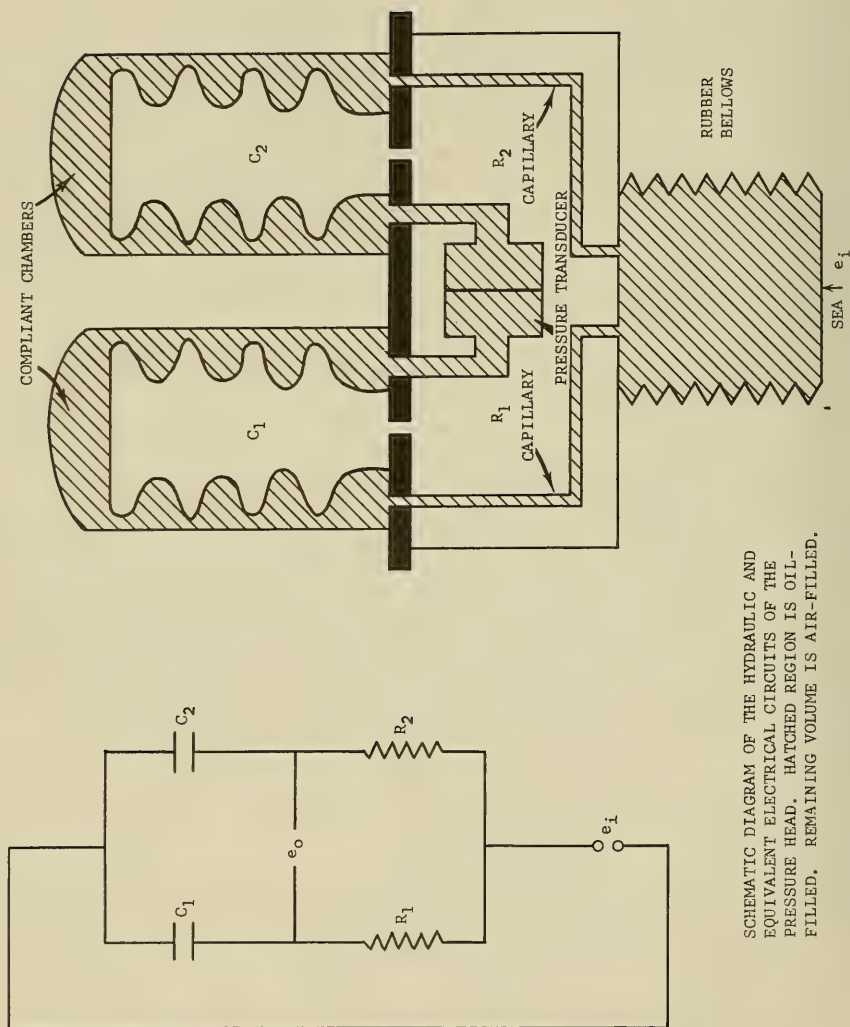 COMPLIANT CHAMBERS
C1
C2
R1
CAPILLARY
R2
CAPILLARY
PRESSURE TRANSDUCER
RUBBER
BELLOWS
SEA
ei
C1
C2
eo
R1
R2
ei
SCHEMATIC DIAGRAM OF THE HYDRAULIC AND
EQUIVALENT ELECTRICAL CIRCUITS OF THE
PRESSURE HEAD. HATCHED REGION IS OIL-
FILLED. REMAINING VOLUME IS AIR-FILLED.